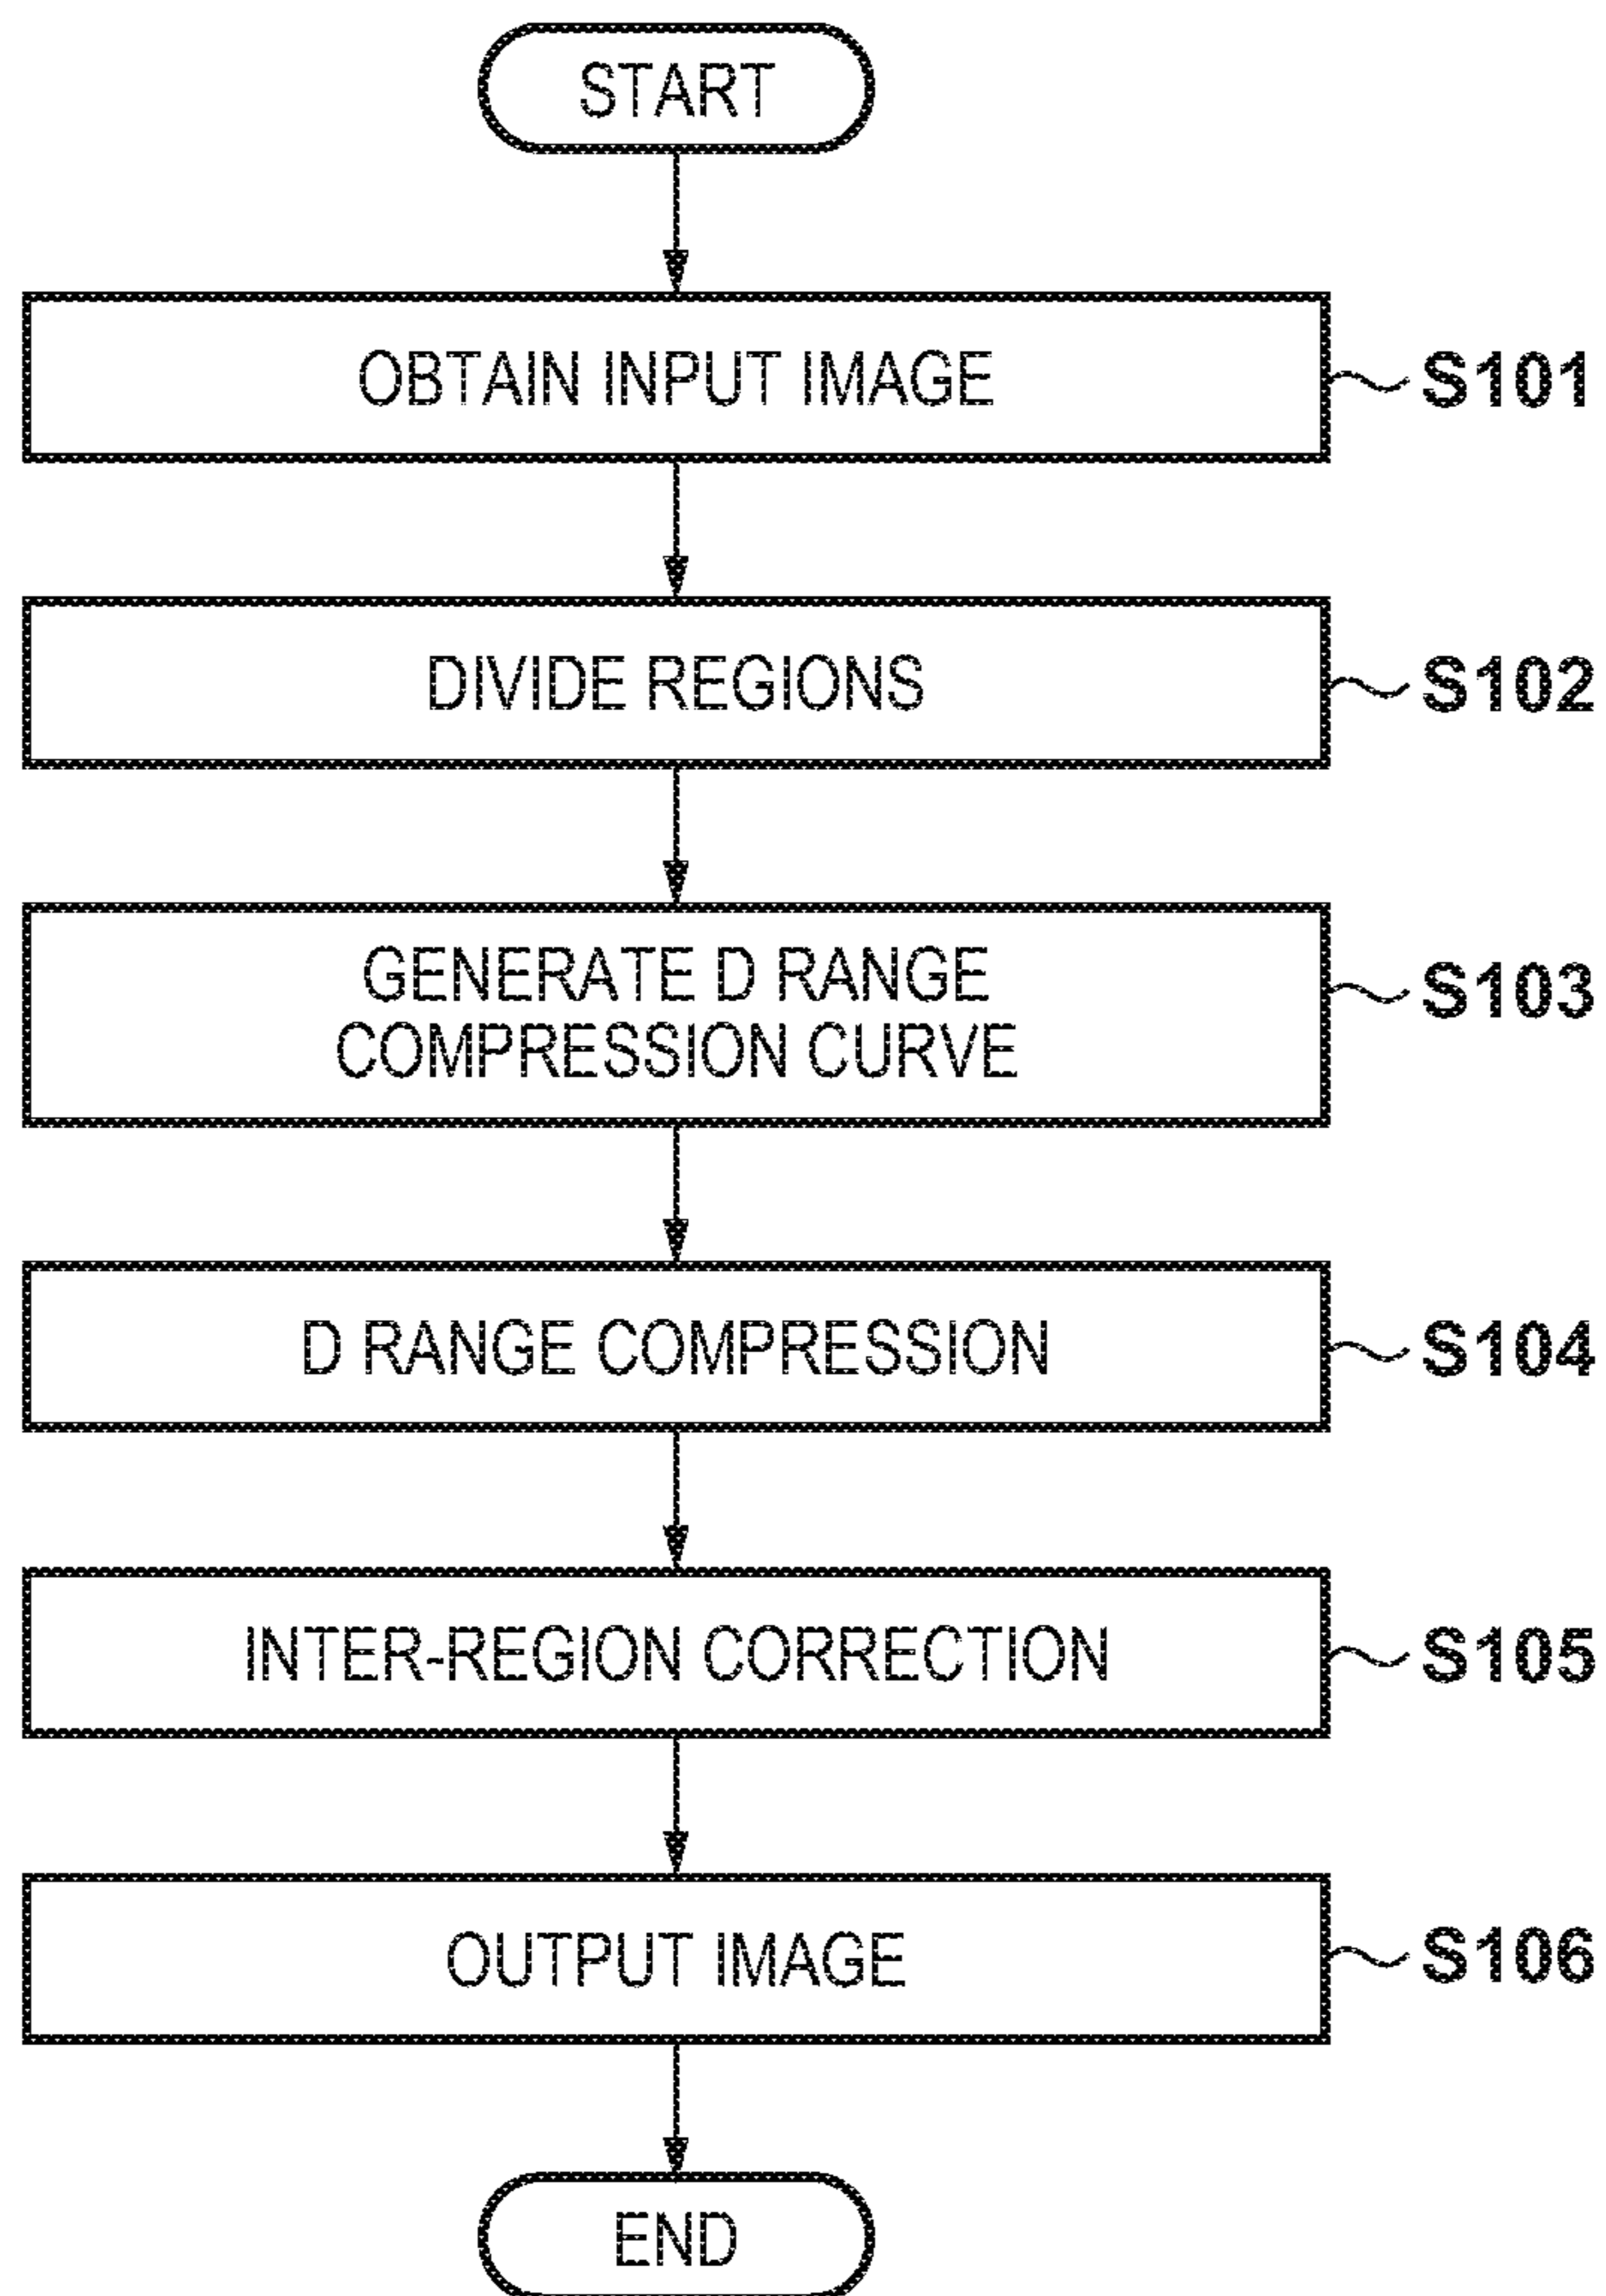 START
OBTAIN INPUT IMAGE
S101
DIVIDE REGIONS
S102
GENERATE D RANGE
COMPRESSION CURVE
S103
D RANGE COMPRESSION
S104
INTER-REGION CORRECTION
S105
OUTPUT IMAGE
S106
END